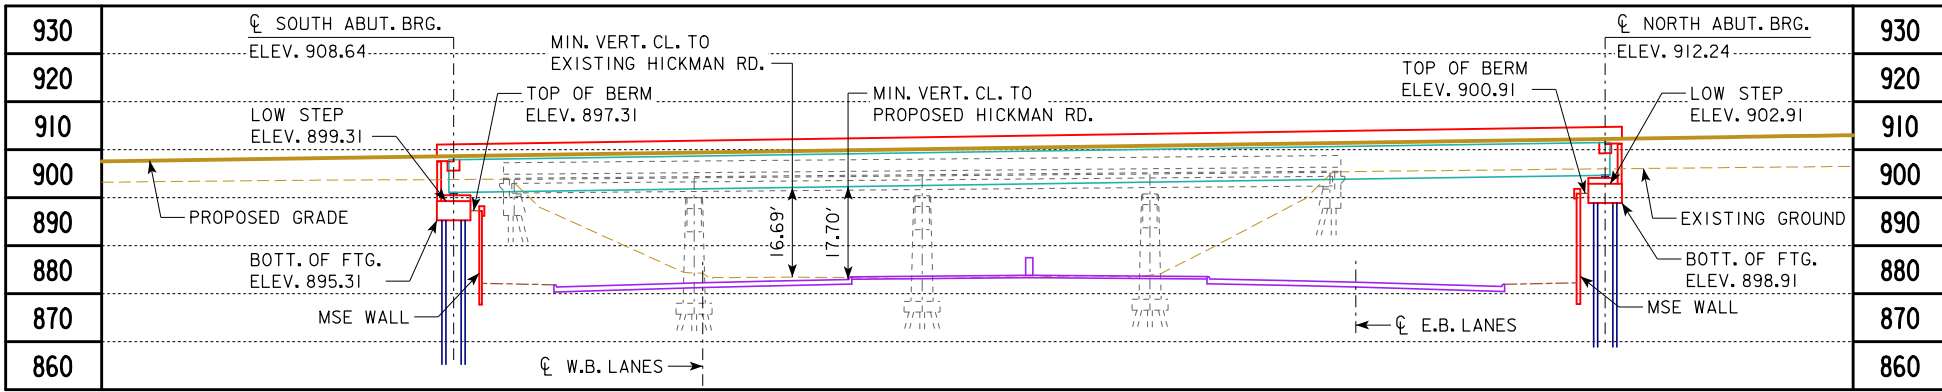 930
920
910
900
890
880
870
860
℄ SOUTH ABUT. BRG.
ELEV. 908.64
MIN. VERT. CL. TO
EXISTING HICKMAN RD.
℄ NORTH ABUT. BRG.
ELEV. 912.24
TOP OF BERM
ELEV. 900.91
TOP OF BERM
ELEV. 897.31
MIN. VERT. CL. TO
PROPOSED HICKMAN RD.
LOW STEP
ELEV. 902.91
LOW STEP
ELEV. 899.31
PROPOSED GRADE
16.69'
17.70'
EXISTING GROUND
BOTT. OF FTG.
ELEV. 895.31
BOTT. OF FTG.
ELEV. 898.91
MSE WALL
MSE WALL
℄ E.B. LANES
℄ W.B. LANES
930
920
910
900
890
880
870
860